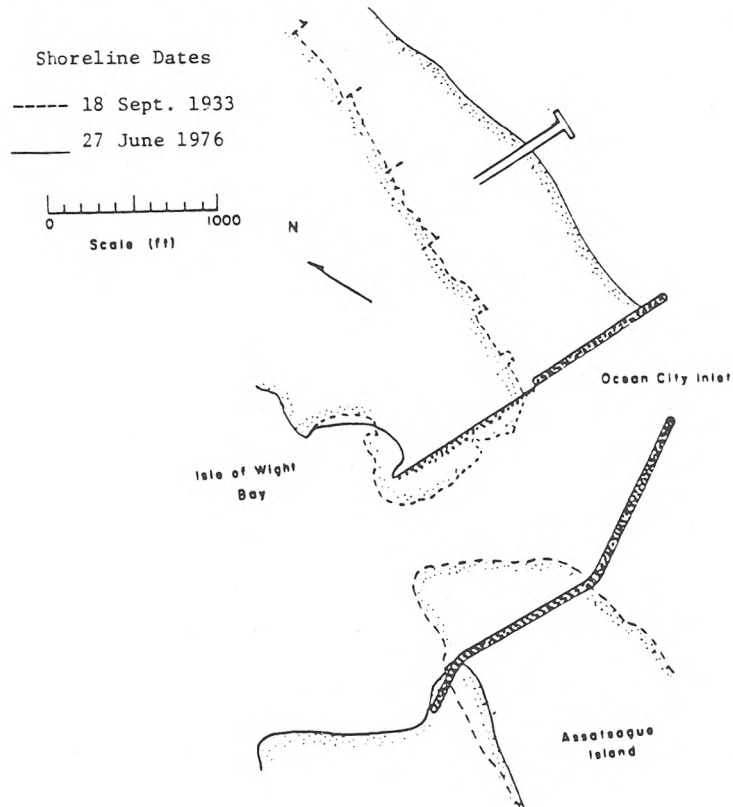 Shoreline Dates
18 Sept. 1933
27 June 1976
0 1000
Scale (ft)
N
Ocean City Inlet
Isle of Wight
Bay
Assateague
Island